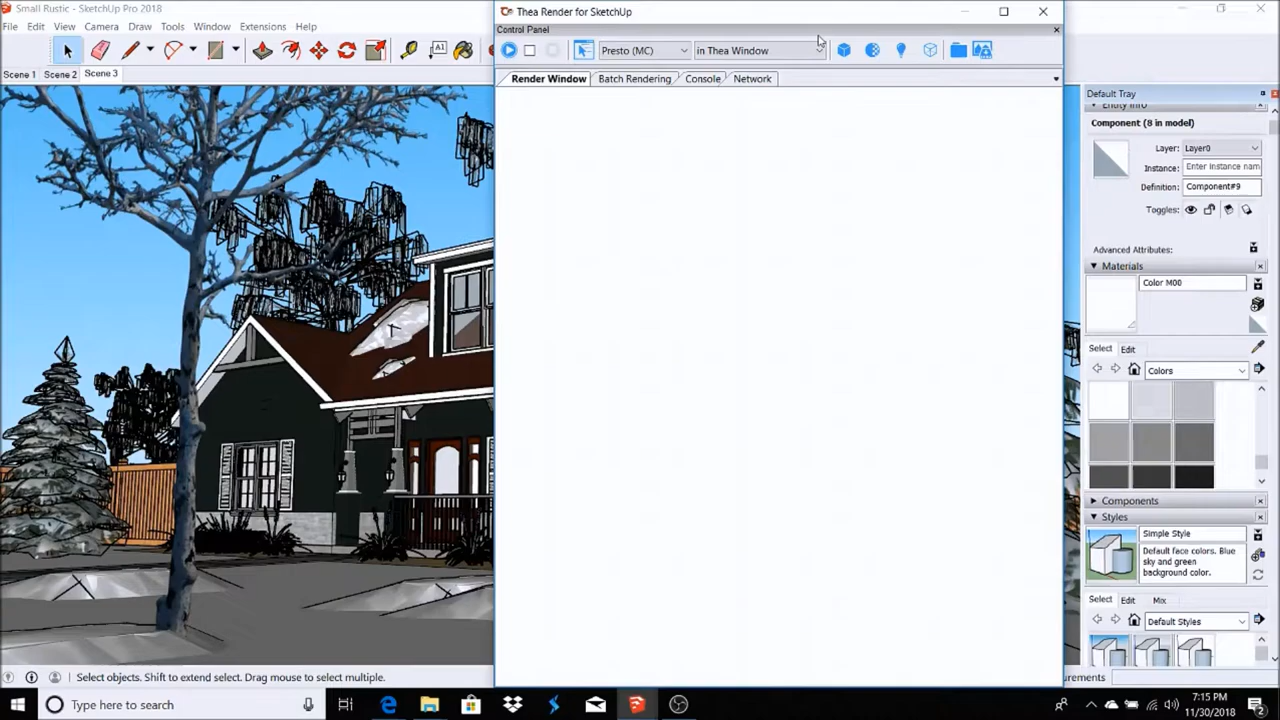 Small Rustic - SketchUp Pro 2018
File Edit View Camera Draw Tools Window Extensions
Scene 1 Scene 2 Scene 3
Thea Render for SketchUp
Control Panel
Presto (MC) in Thea Window
Render Window Batch Rendering Console Network
Default Tray
Entity Info
Component (8 in model)
Layer: Layer0
Instance: Enter instance nam
Definition: Component#9
Toggles:
Advanced Attributes:
Materials
Color M00
Select Edit
Colors
Components
Styles
Simple Style
Default face colors. Blue
sky and green
background color.
Select Edit Mix
Default Styles
Select objects. Shift to extend select. Drag mouse to select multiple.
urements
Type here to search
7:15 PM
11/30/2018
2